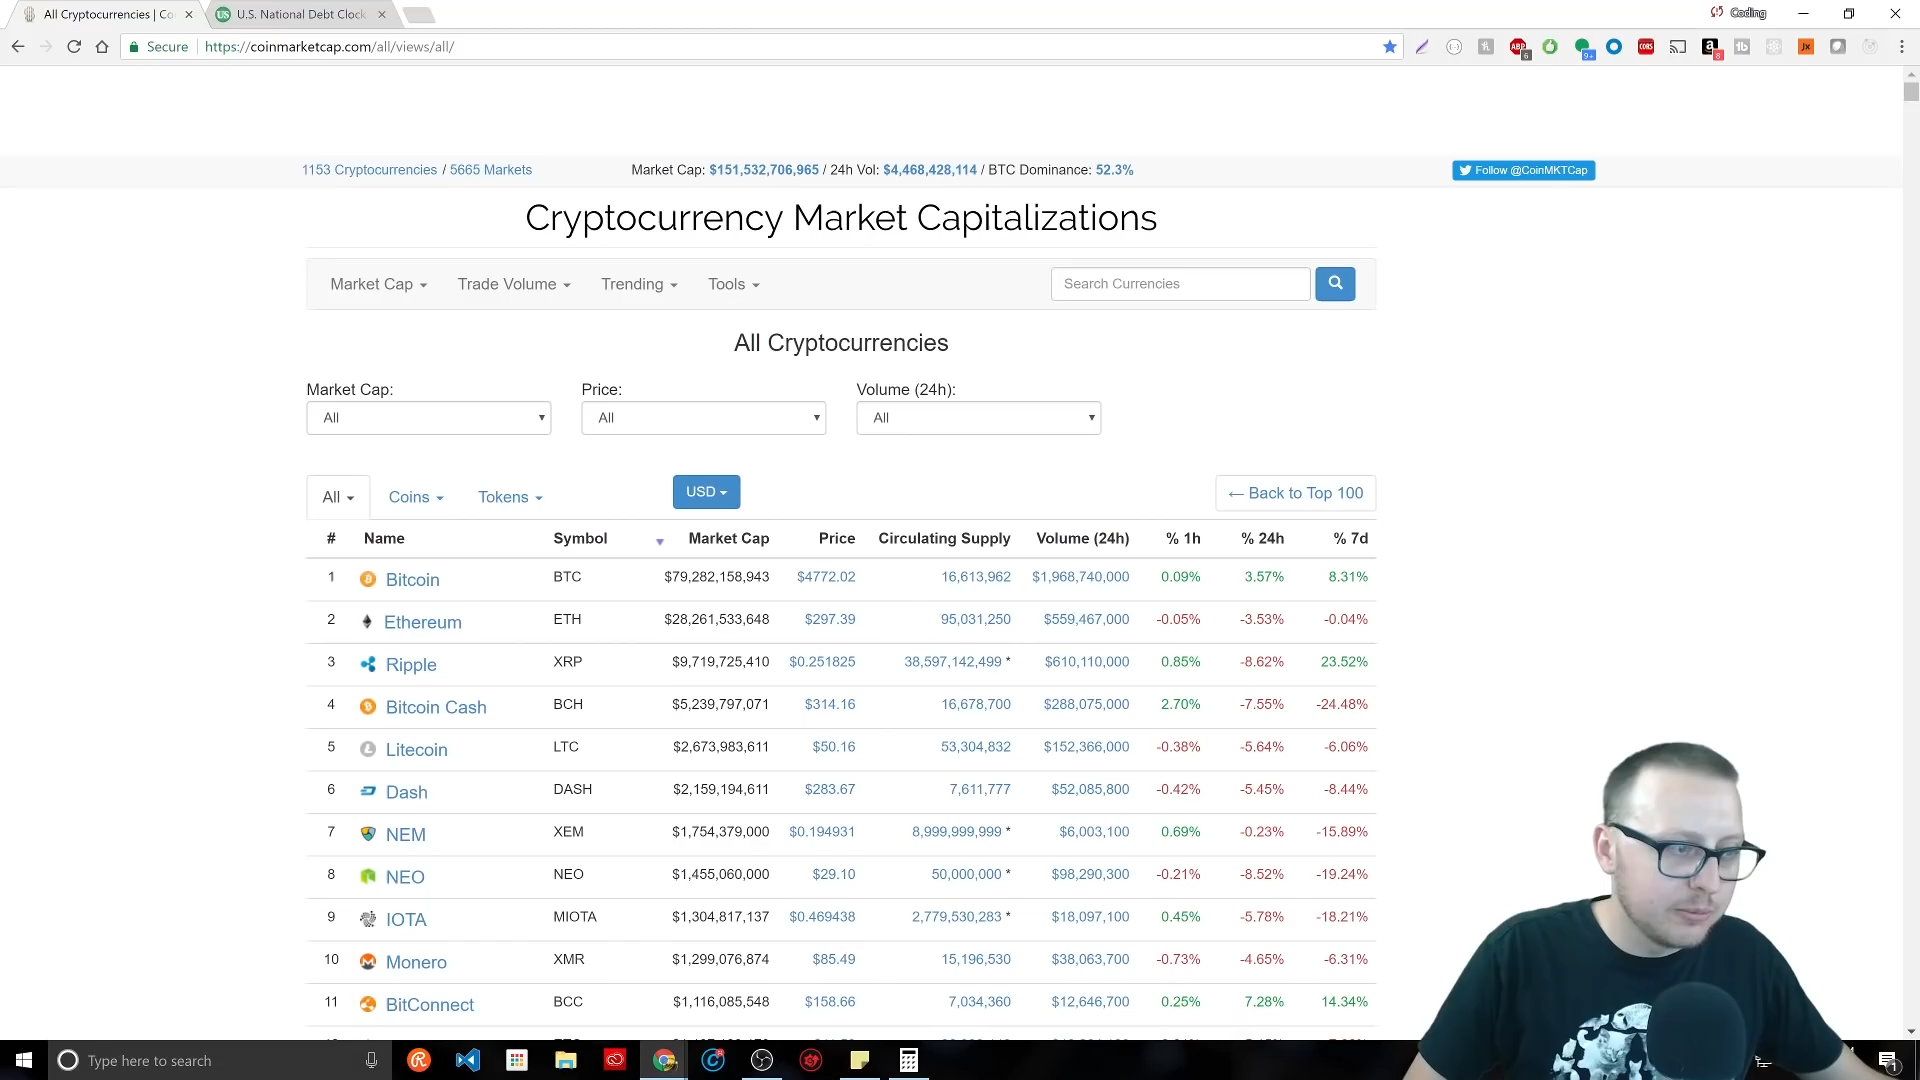 All Cryptocurrencies | Co
U.S. National Debt Clock
Coding
Secure
https://coinmarketcap.com/all/views/all/
ABP
6
9+
CORS
a
8
tb
JX
1153 Cryptocurrencies / 5665 Markets
Market Cap: $151,532,706,965 / 24h Vol: $4,468,428,114 / BTC Dominance: 52.3%
Follow @CoinMKTCap
Cryptocurrency Market Capitalizations
Market Cap Trade Volume Trending Tools
Search Currencies
All Cryptocurrencies
Market Cap: Price: Volume (24h):
All All All
All Coins Tokens USD ← Back to Top 100
# Name Symbol Market Cap Price Circulating Supply Volume (24h) % 1h % 24h % 7d
1 Bitcoin BTC $79,282,158,943 $4772.02 16,613,962 $1,968,740,000 0.09% 3.57% 8.31%
2 Ethereum ETH $28,261,533,648 $297.39 95,031,250 $559,467,000 -0.05% -3.53% -0.04%
3 Ripple XRP $9,719,725,410 $0.251825 38,597,142,499 * $610,110,000 0.85% -8.62% 23.52%
4 Bitcoin Cash BCH $5,239,797,071 $314.16 16,678,700 $288,075,000 2.70% -7.55% -24.48%
5 Litecoin LTC $2,673,983,611 $50.16 53,304,832 $152,366,000 -0.38% -5.64% -6.06%
6 Dash DASH $2,159,194,611 $283.67 7,611,777 $52,085,800 -0.42% -5.45% -8.44%
7 NEM XEM $1,754,379,000 $0.194931 8,999,999,999 * $6,003,100 0.69% -0.23% -15.89%
8 NEO NEO $1,455,060,000 $29.10 50,000,000 * $98,290,300 -0.21% -8.52% -19.24%
9 IOTA MIOTA $1,304,817,137 $0.469438 2,779,530,283 * $18,097,100 0.45% -5.78% -18.21%
10 Monero XMR $1,299,076,874 $85.49 15,196,530 $38,063,700 -0.73% -4.65% -6.31%
11 BitConnect BCC $1,116,085,548 $158.66 7,034,360 $12,646,700 0.25% 7.28% 14.34%
Type here to search
1